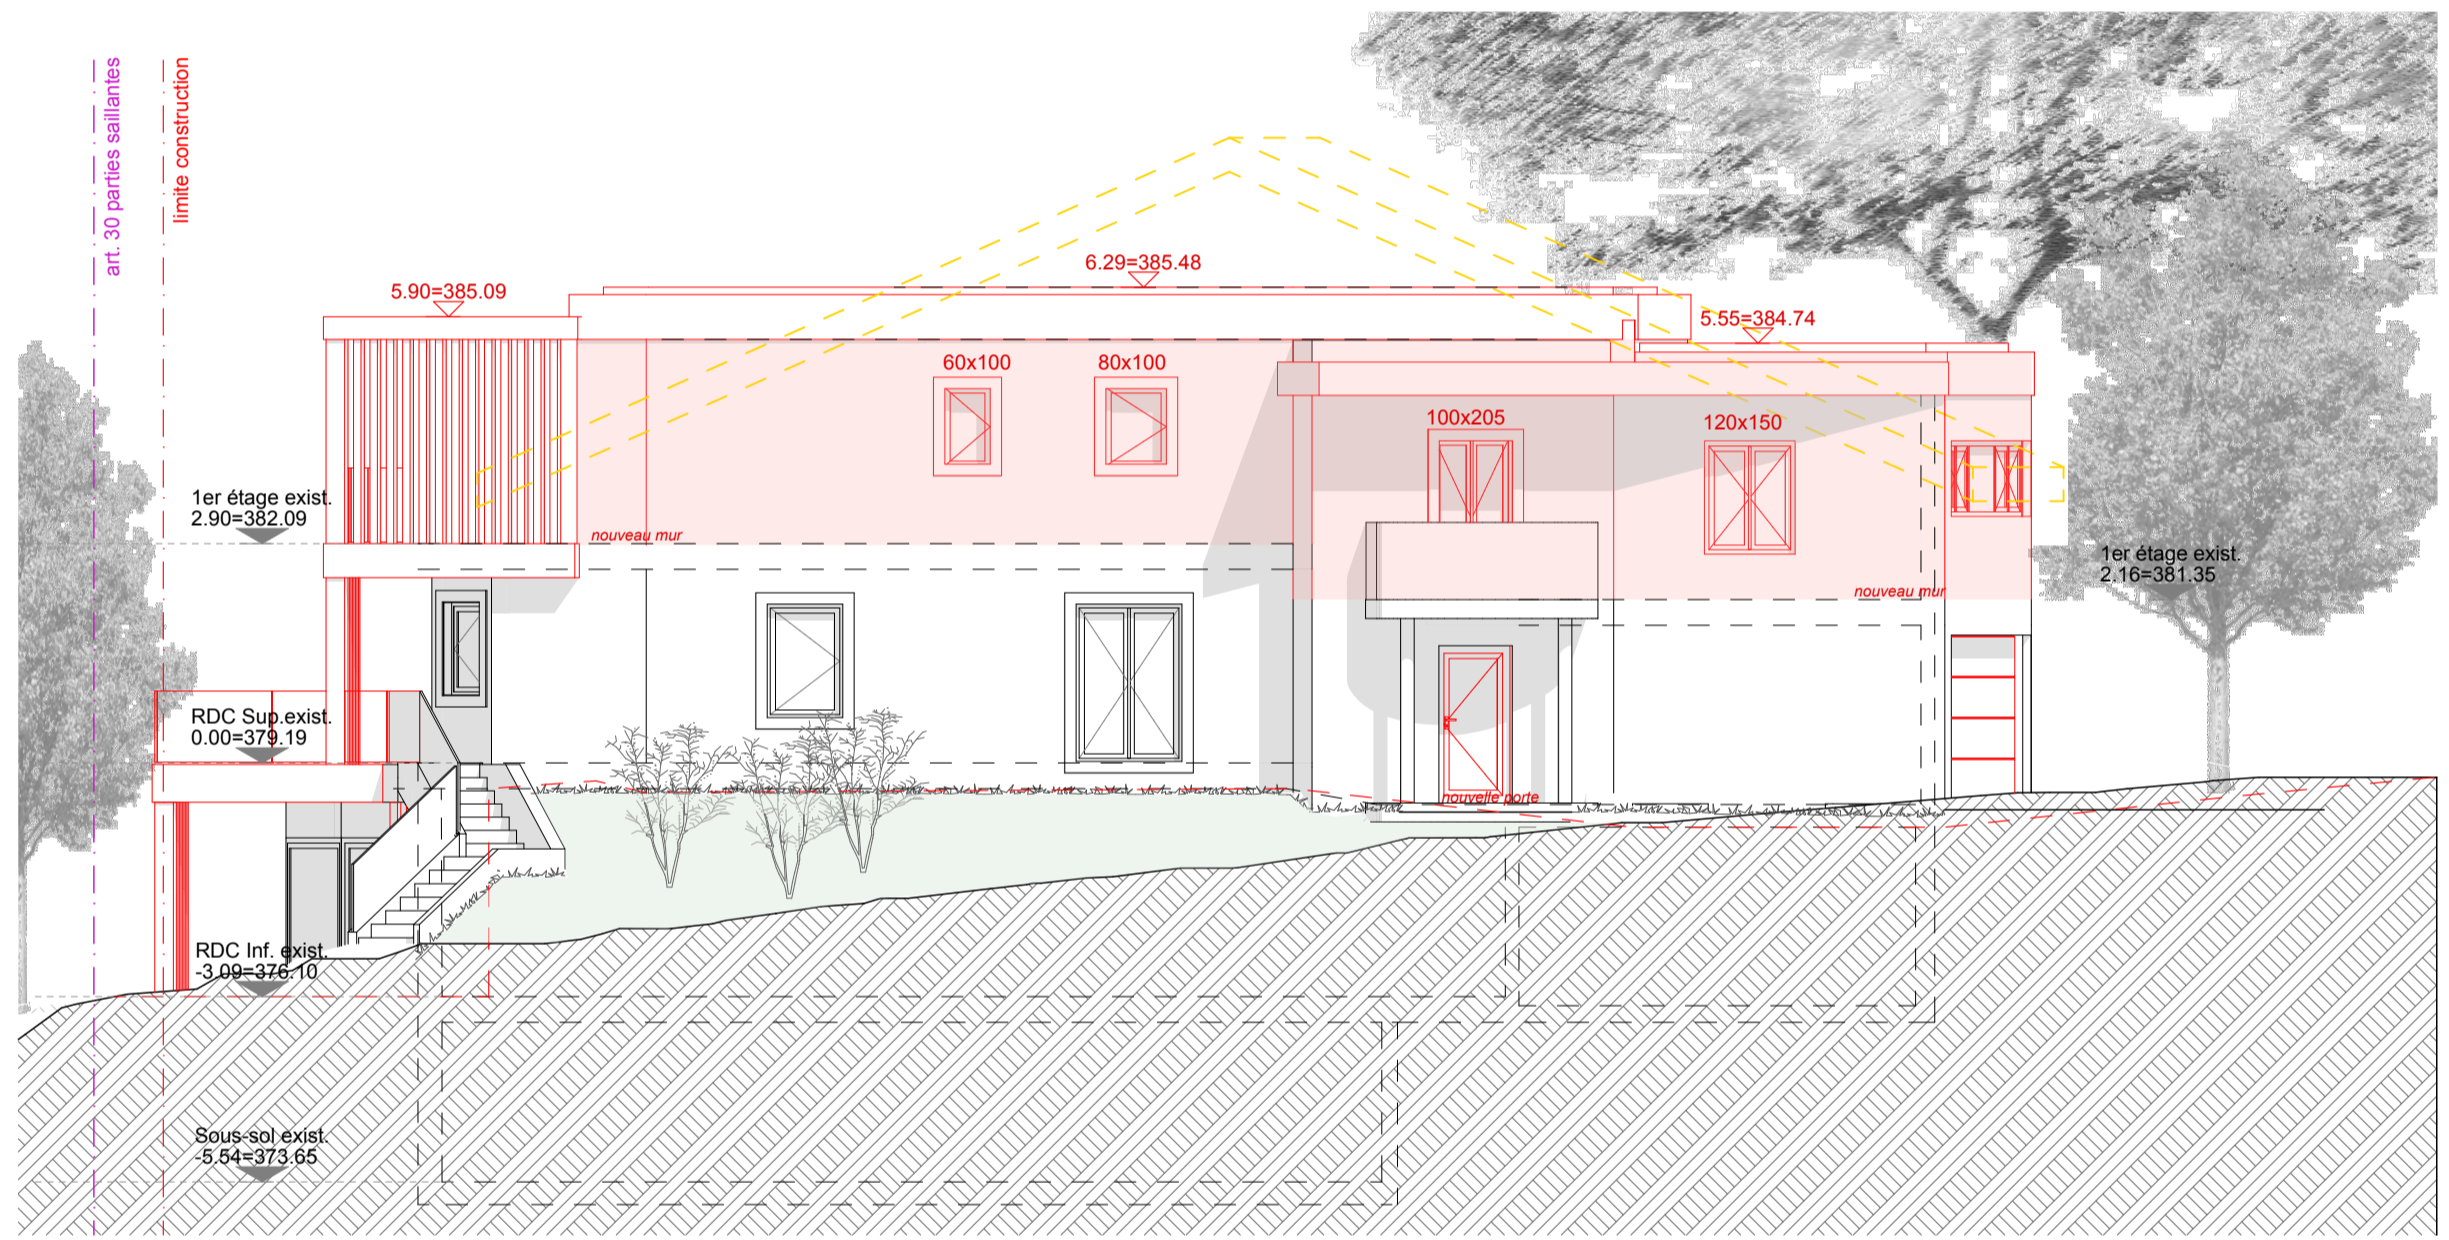 art. 30 parties saillantes
limite construction
6.29=385.48
5.90=385.09
5.55=384.74
60x100
80x100
100x205
120x150
1er étage exist.
2.90=382.09
nouveau mur
1er étage exist.
2.16=381.35
nouveau mur
RDC Sup.exist.
0.00=379.19
nouvelle porte
RDC Inf. exist.
-3.09=376.10
Sous-sol exist.
-5.54=373.65